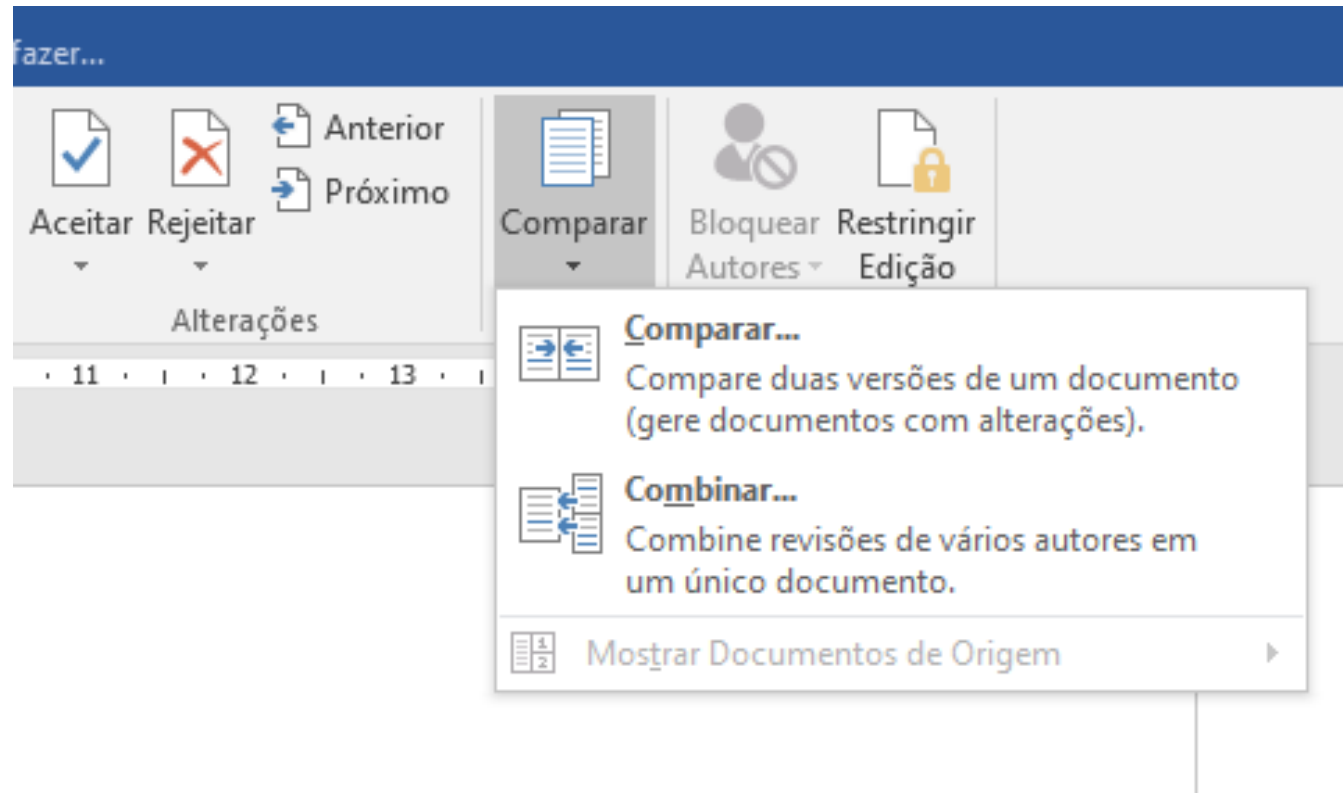 fazer...
Anterior
Próximo
Aceitar Rejeitar
Alterações
Comparar
Bloquear
Autores
Restringir
Edição
11 12 13
Comparar...
Compare duas versões de um documento
(gere documentos com alterações).
Combinar...
Combine revisões de vários autores em
um único documento.
1
2
Mostrar Documentos de Origem